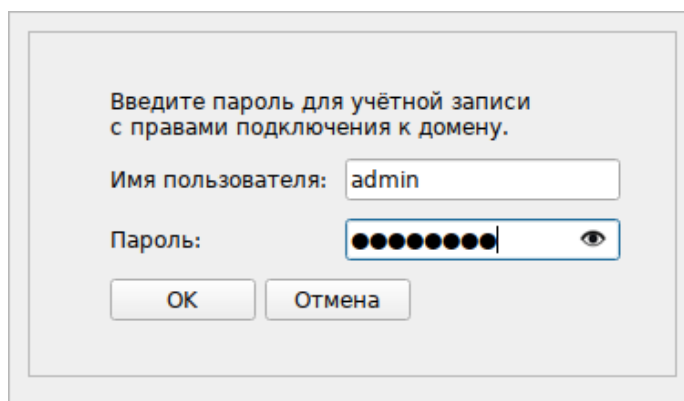 Введите пароль для учётной записи
с правами подключения к домену.
Имя пользователя: admin
Пароль: ●●●●●●●●
OK Отмена